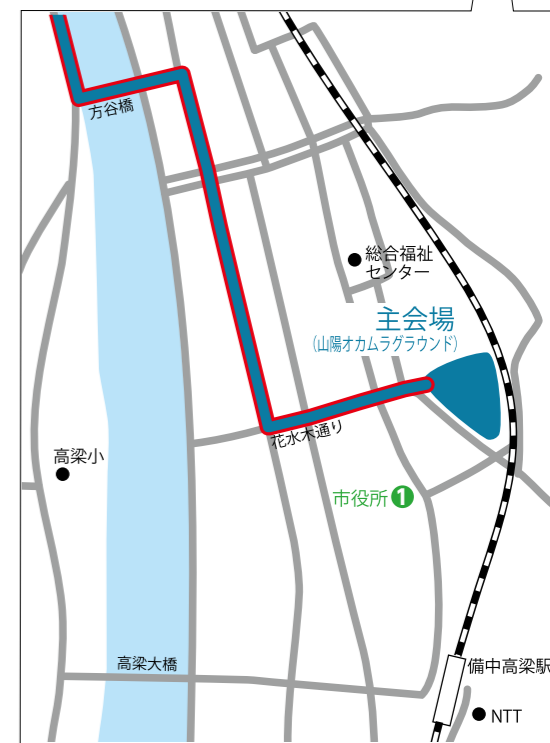 方谷橋
総合福祉
センター
主会場
(山陽オカムラグラウンド)
花水木通り
高梁小
市役所 1
高梁大橋
備中高梁駅
NTT